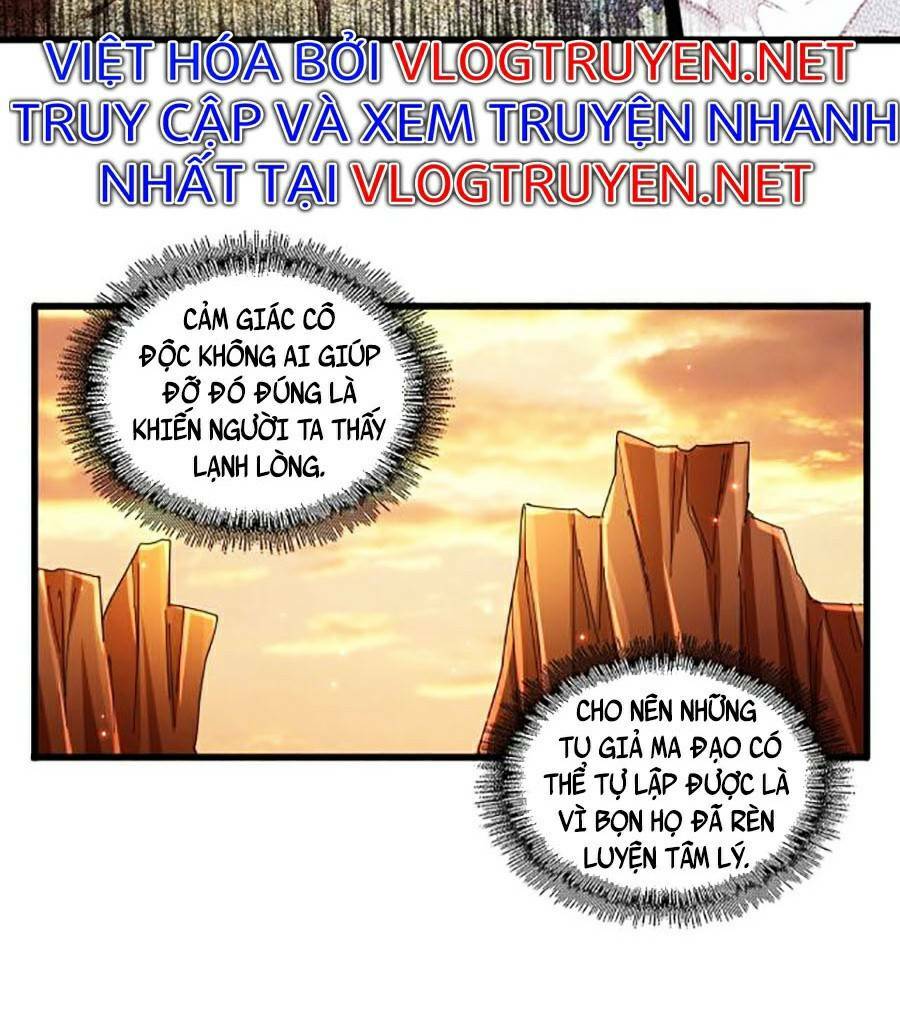 VIỆT HÓA BỞI VLOGTRUYEN.NET
TRUY CẬP VÀ XEM TRUYỆN NHANH
NHẤT TẠI VLOGTRUYEN.NET
CẢM GIÁC CÔ
ĐỘC KHÔNG AI GIÚP
ĐỠ ĐÓ ĐÚNG LÀ
KHIẾN NGƯỜI TA THẤY
LẠNH LÒNG.
CHO NÊN NHỮNG
TU GIẢ MA ĐẠO CÓ
THỂ TỰ LẬP ĐƯỢC LÀ
VÌ BỌN HỌ ĐÃ RÈN
LUYỆN TÂM LÝ.